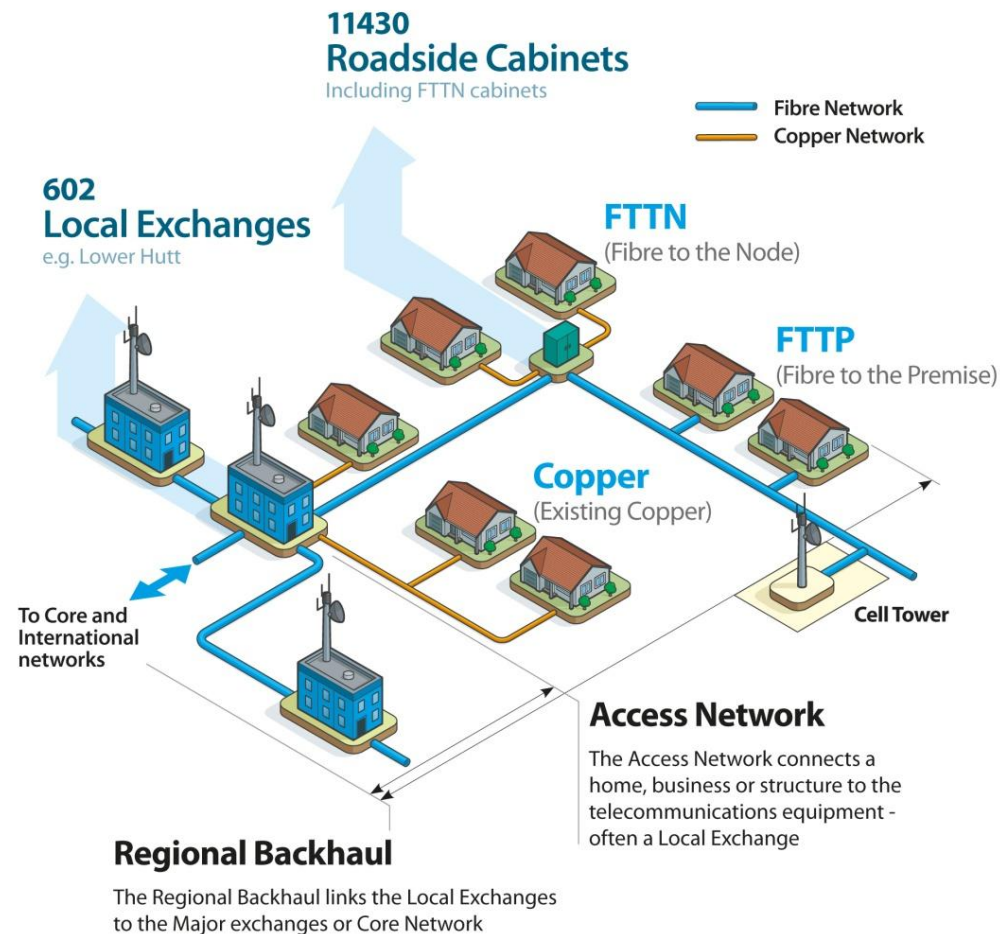 11430
Roadside Cabinets
Including FTTN cabinets
Fibre Network
Copper Network
602
Local Exchanges
e.g. Lower Hutt
FTTN
(Fibre to the Node)
FTTP
(Fibre to the Premise)
Copper
(Existing Copper)
To Core and
International
networks
Cell Tower
Access Network
The Access Network connects a
home, business or structure to the
telecommunications equipment -
often a Local Exchange
Regional Backhaul
The Regional Backhaul links the Local Exchanges
to the Major exchanges or Core Network